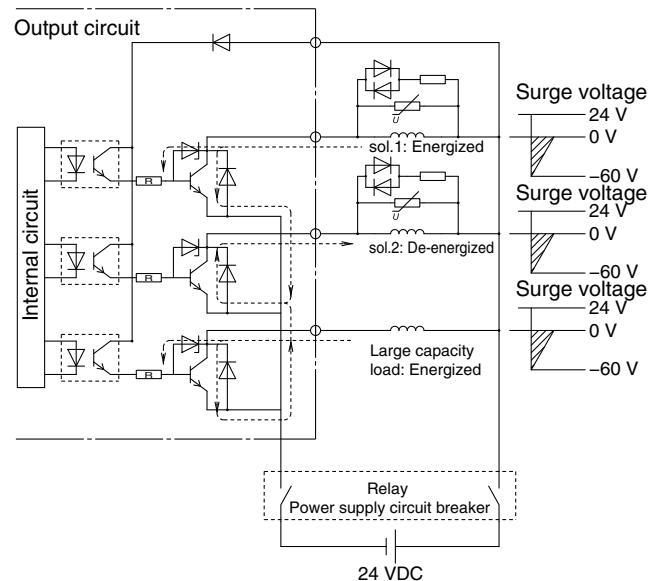 Output circuit
Internal circuit
R
R
R
U
U
sol.1: Energized
sol.2: De-energized
Large capacity
load: Energized
Surge voltage
24 V
0 V
−60 V
Surge voltage
24 V
0 V
−60 V
Surge voltage
24 V
0 V
−60 V
Relay
Power supply circuit breaker
24 VDC